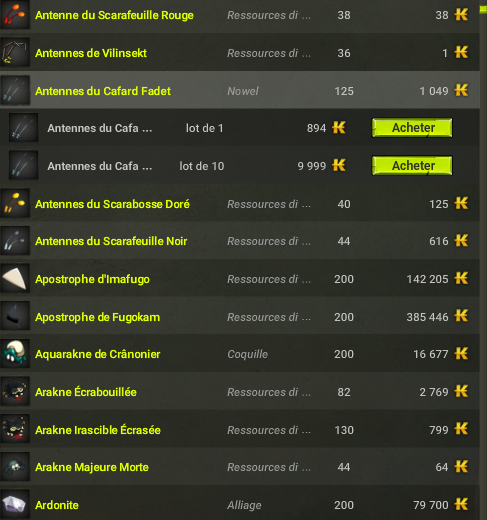 Antenne du Scarafeuille Rouge Ressources di ... 38 38
Antennes de Vilinsekt Ressources di ... 36 1
Antennes du Cafard Fadet Nowel 125 1 049
Antennes du Cafa ... lot de 1 894 Acheter
Antennes du Cafa ... lot de 10 9 999 Acheter
Antennes du Scarabosse Doré Ressources di ... 40 125
Antennes du Scarafeuille Noir Ressources di ... 44 616
Apostrophe d'Imafugo Ressources di ... 200 142 205
Apostrophe de Fugokam Ressources di ... 200 385 446
Aquarakne de Crânonier Coquille 200 16 677
Arakne Écrabouillée Ressources di ... 82 2 769
Arakne Irascible Écrasée Ressources di ... 130 799
Arakne Majeure Morte Ressources di ... 44 64
Ardonite Alliage 200 79 700